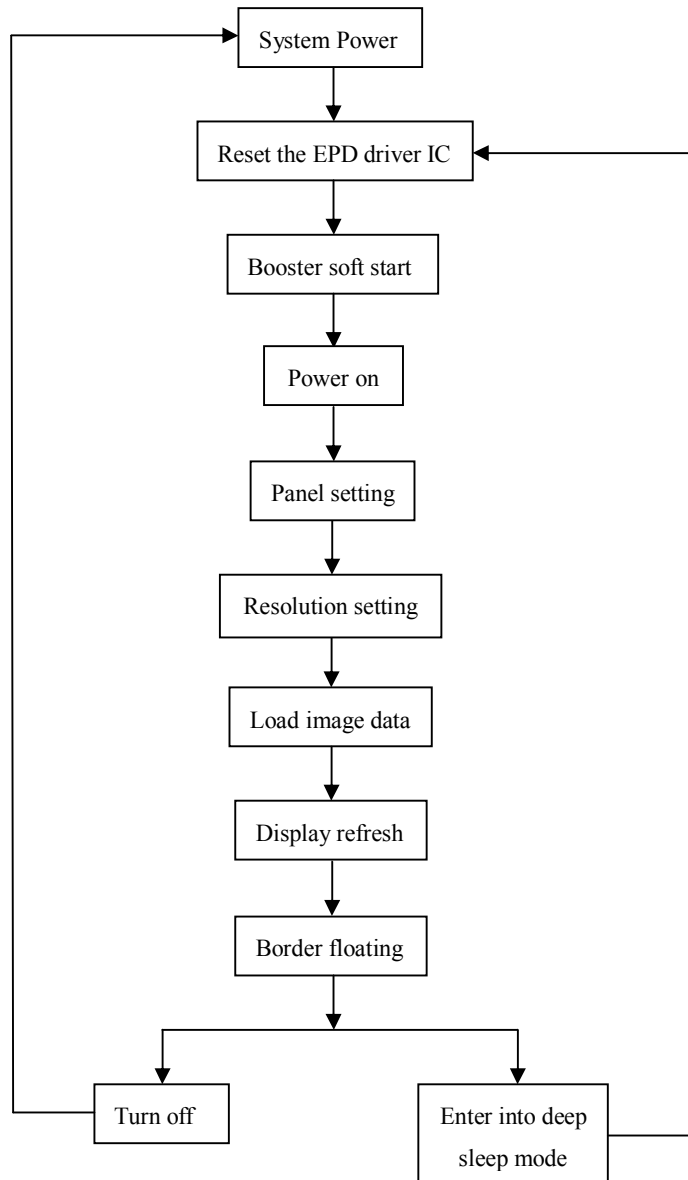 System Power
Reset the EPD driver IC
Booster soft start
Power on
Panel setting
Resolution setting
Load image data
Display refresh
Border floating
Turn off
Enter into deep
sleep mode